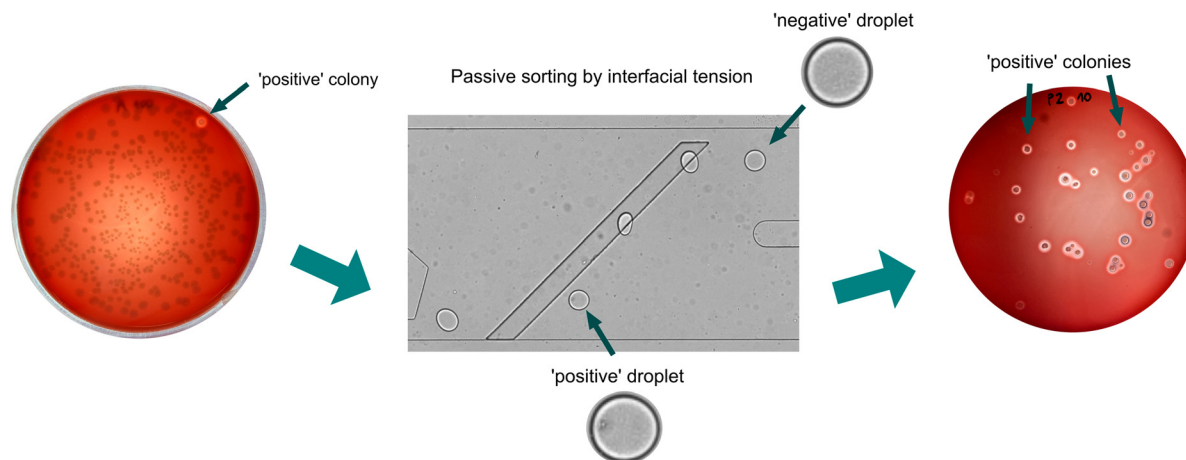 'negative' droplet
'positive' colony
Passive sorting by interfacial tension
'positive' colonies
P2 10
'positive' droplet